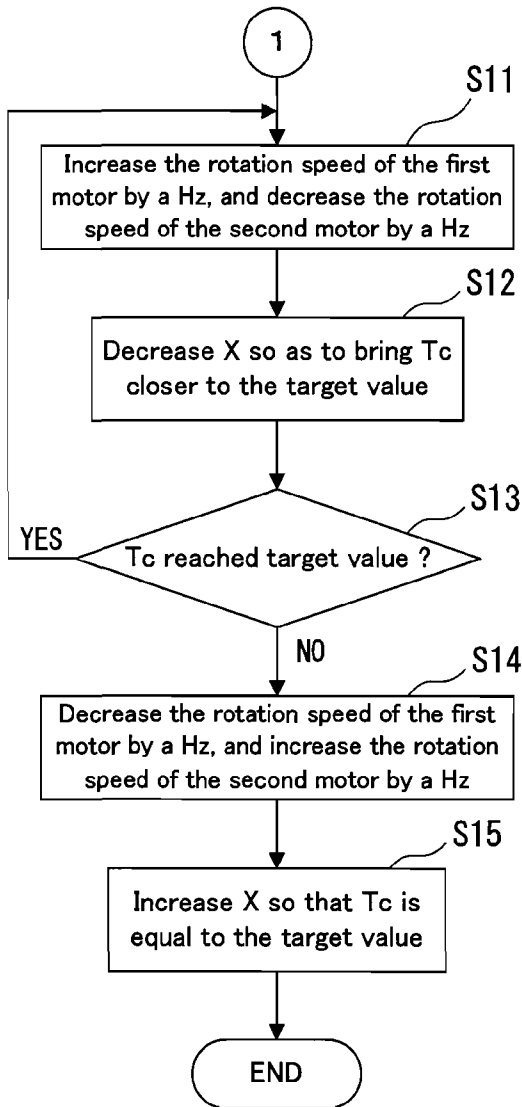 1
S11
Increase the rotation speed of the first
motor by a Hz, and decrease the rotation
speed of the second motor by a Hz
S12
Decrease X so as to bring Tc
closer to the target value
S13
YES
Tc reached target value ?
NO
S14
Decrease the rotation speed of the first
motor by a Hz, and increase the rotation
speed of the second motor by a Hz
S15
Increase X so that Tc is
equal to the target value
END